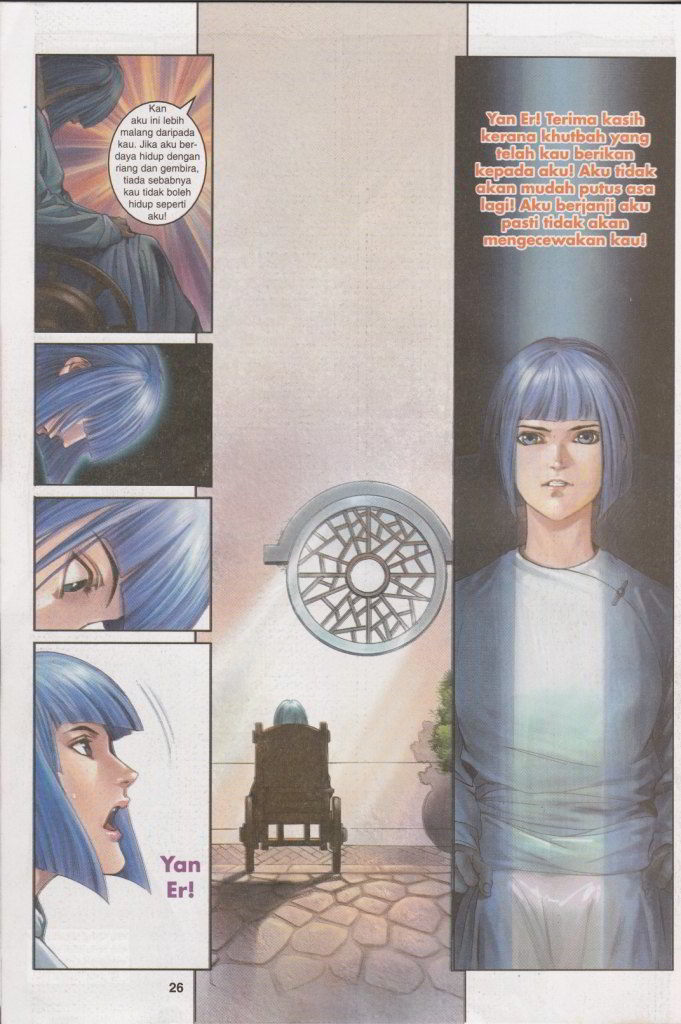 Kan
aku ini lebih
malang daripada
kau. Jika aku ber-
daya hidup dengan
riang dan gembira,
tiada sebabnya
kau tidak boleh
hidup seperti
aku!
Yan
Er!
Yan Er! Terima kasih
kerana khutbah yang
telah kau berikan
kepada aku! Aku tidak
akan mudah putus asa
lagi! Aku berjanji aku
pasti tidak akan
mengecewakan kau!
26